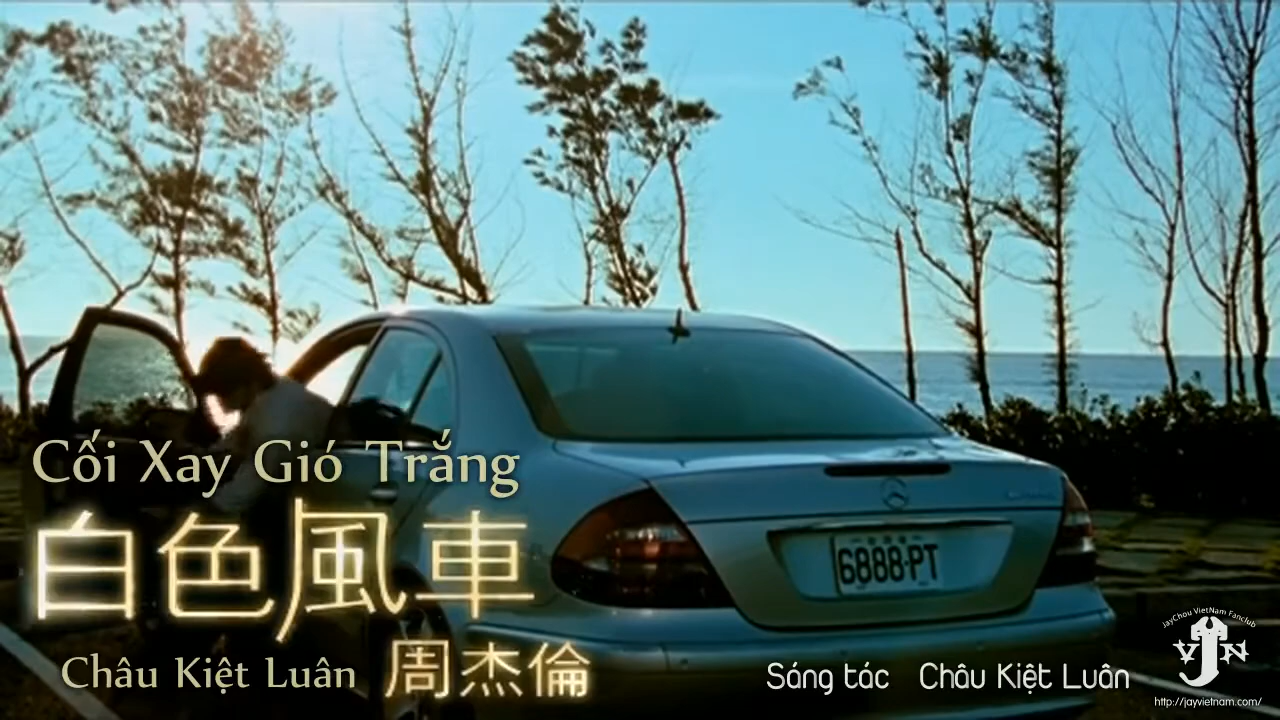 Cối Xay Gió Trắng
白色風車
Châu Kiệt Luân 周杰倫
6888-PT
Sáng tác Châu Kiệt Luân
JayChou VietNam Fanclub
VJN
http://jayvietnam.com/